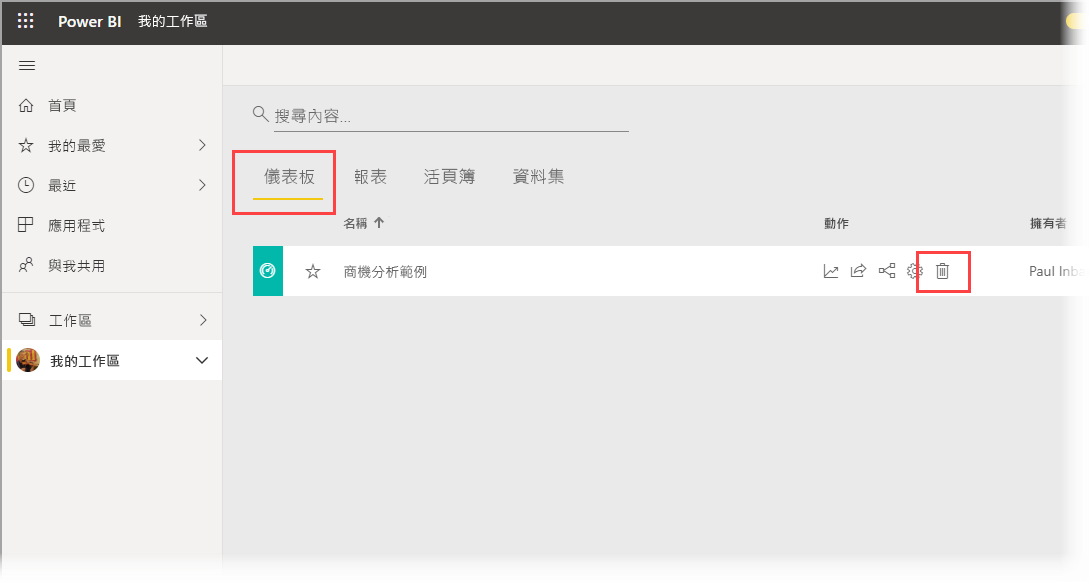 Power BI 我的工作區
首頁
我的最愛
最近
應用程式
與我共用
工作區
我的工作區
搜尋內容...
儀表板 報表 活頁簿 資料集
名稱 動作 擁有者
商機分析範例 Paul Inba